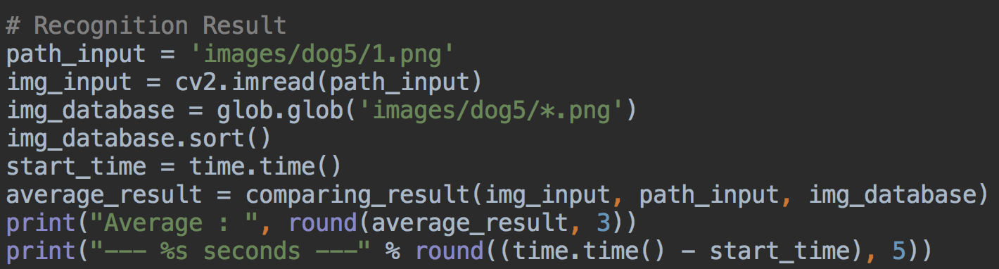 # Recognition Result
path_input = 'images/dog5/1.png'
img_input = cv2.imread(path_input)
img_database = glob.glob('images/dog5/*.png')
img_database.sort()
start_time = time.time()
average_result = comparing_result(img_input, path_input, img_database)
print("Average : ", round(average_result, 3))
print("--- %s seconds ---" % round((time.time() - start_time), 5))